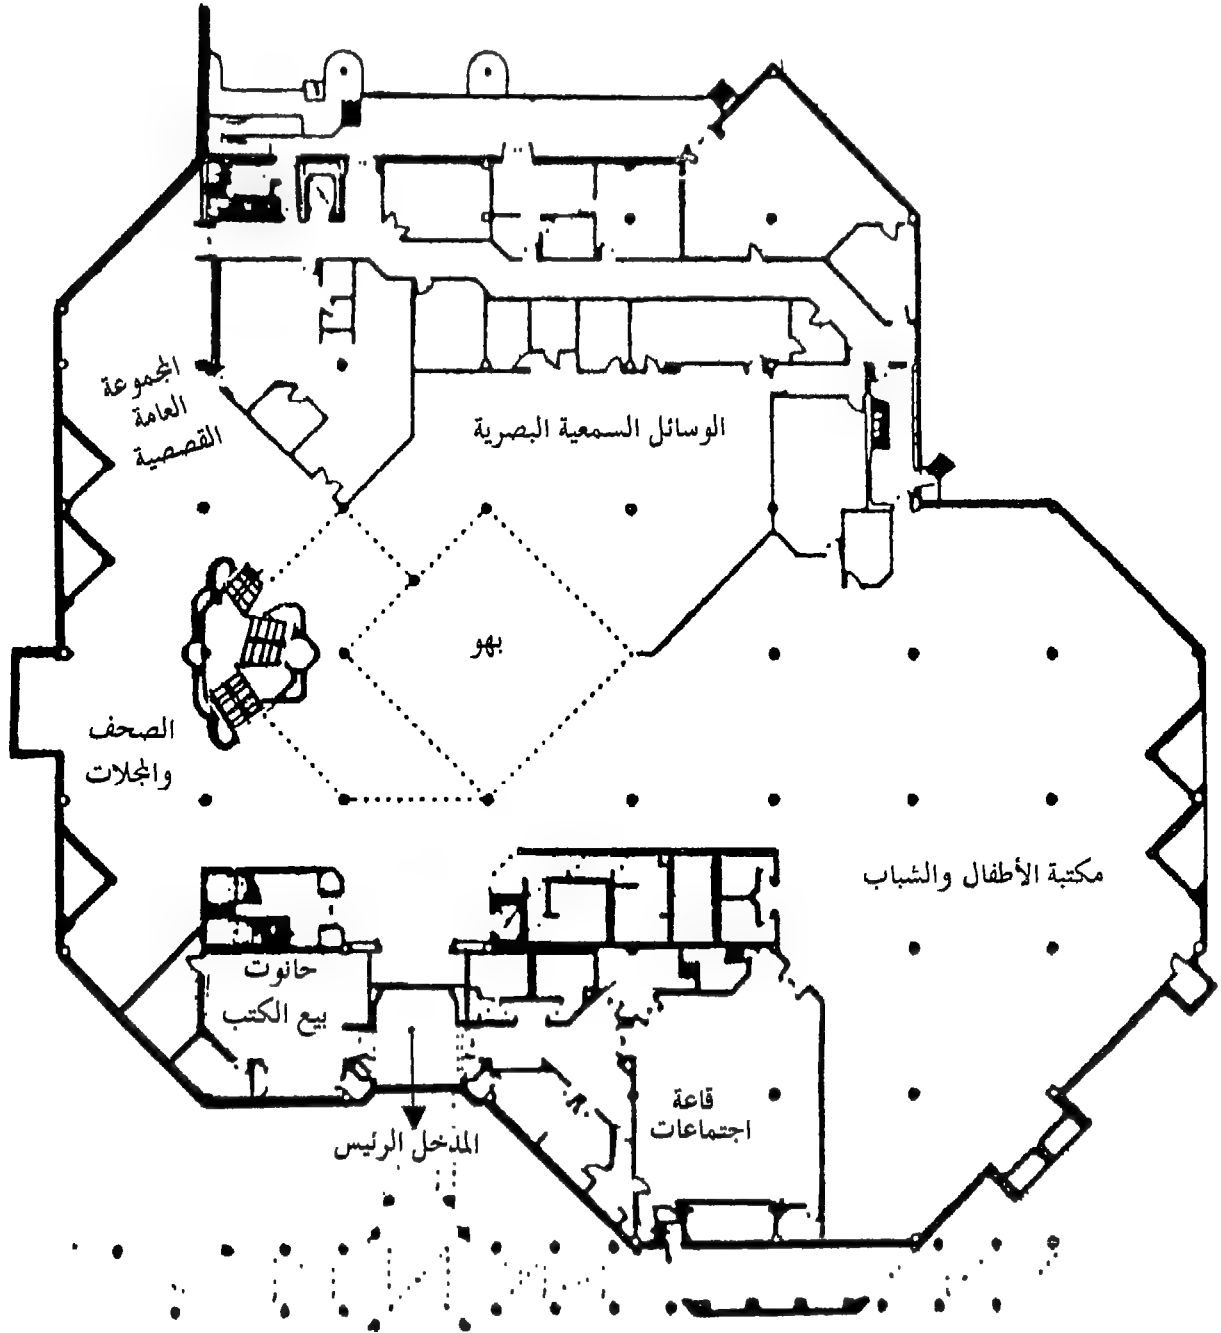 المجموعة
العامة
القصصية
الوسائل السمعية البصرية
بهو
الصحف
والمجلات
مكتبة الأطفال والشباب
حانوت
بيع الكتب
قاعة
اجتماعات
المدخل الرئيس